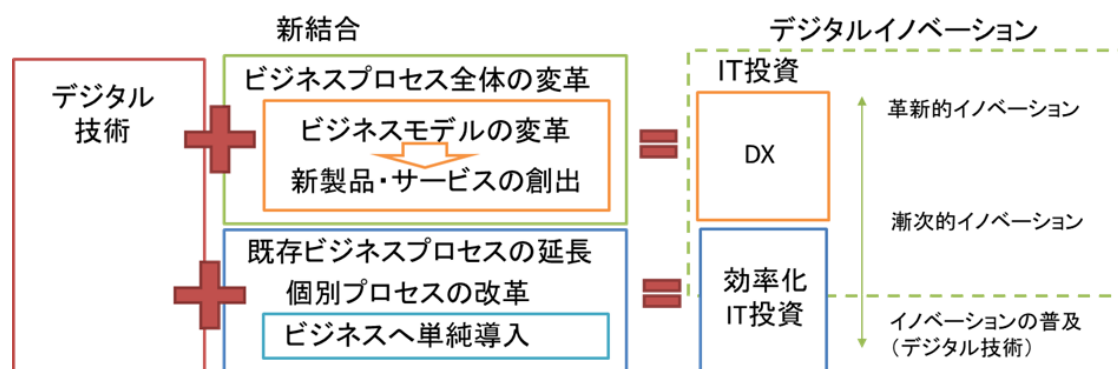 新結合
デジタルイノベーション
デジタル
技術
ビジネスプロセス全体の変革
ビジネスモデルの変革
新製品・サービスの創出
既存ビジネスプロセスの延長
個別プロセスの改革
ビジネスへ単純導入
IT投資
DX
効率化
IT投資
革新的イノベーション
漸次的イノベーション
イノベーションの普及
（デジタル技術）